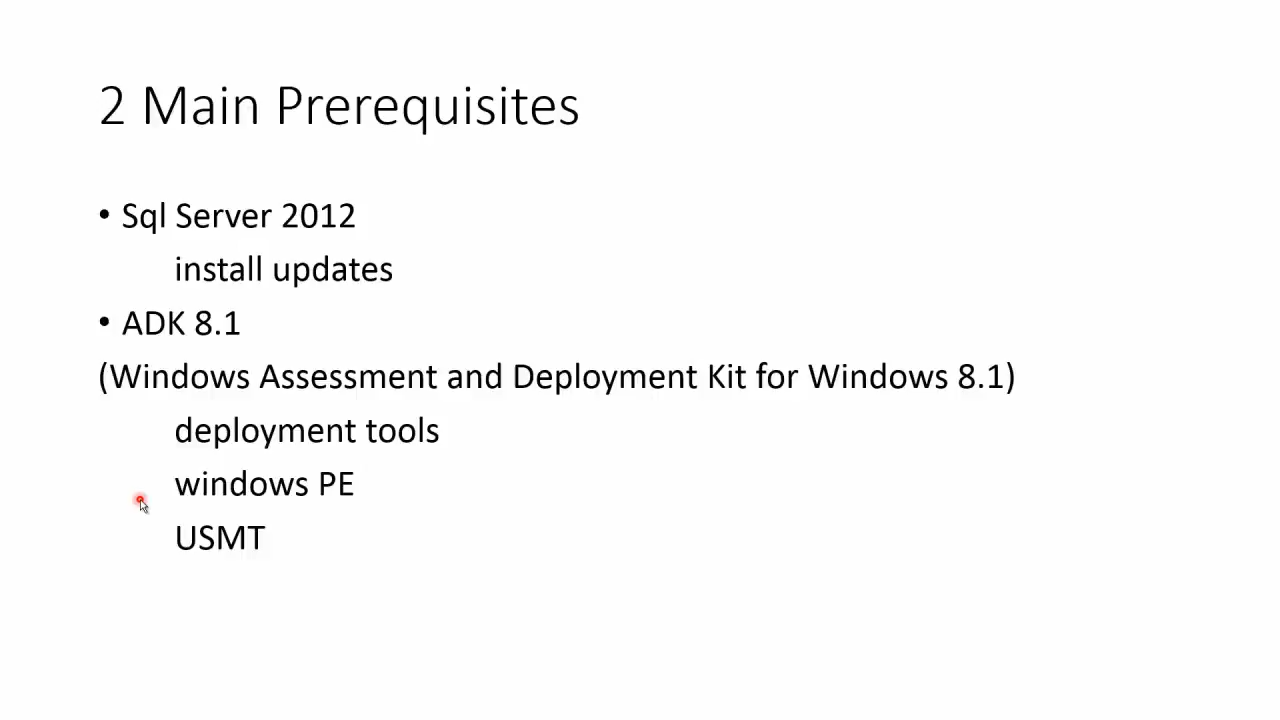 2 Main Prerequisites
• Sql Server 2012
install updates
• ADK 8.1
(Windows Assessment and Deployment Kit for Windows 8.1)
deployment tools
windows PE
USMT